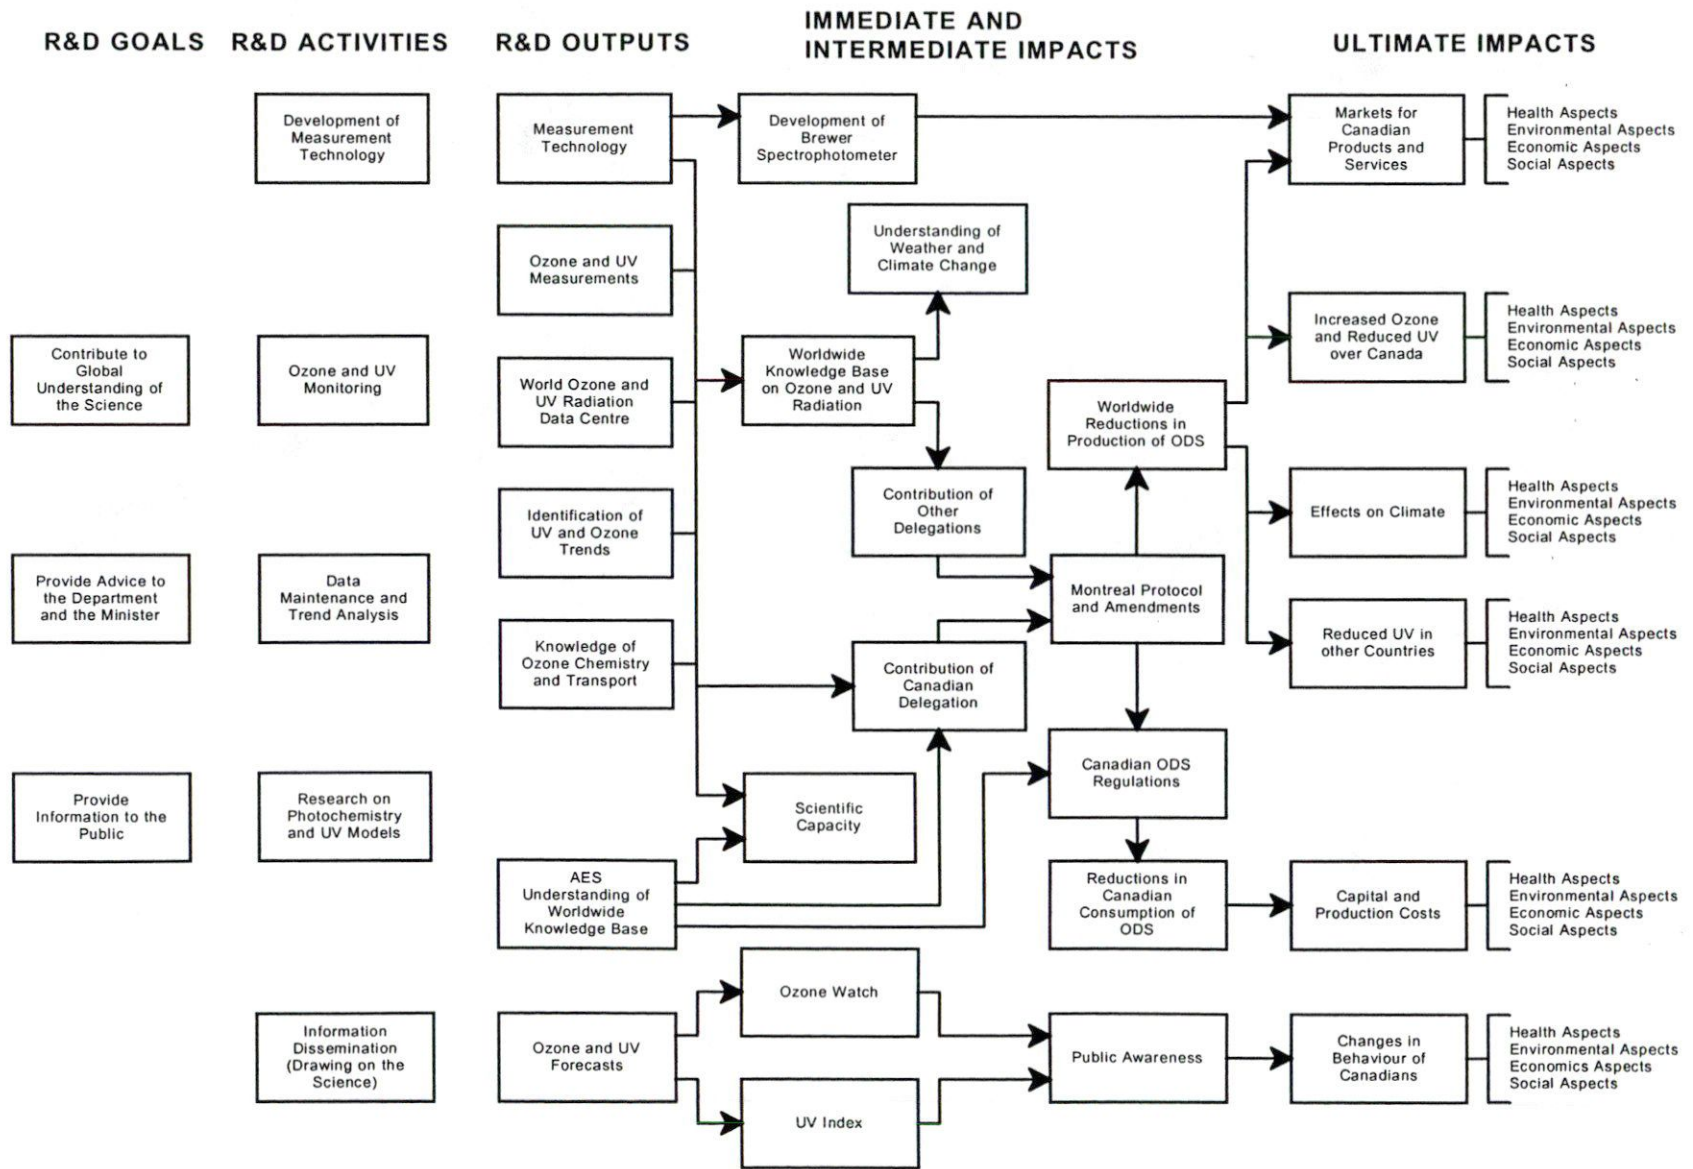 R&D GOALS
R&D ACTIVITIES
R&D OUTPUTS
IMMEDIATE AND
INTERMEDIATE IMPACTS
ULTIMATE IMPACTS
Contribute to
Global
Understanding of
the Science
Provide Advice to
the Department
and the Minister
Provide
Information to the
Public
Development of
Measurement
Technology
Ozone and UV
Monitoring
Data
Maintenance and
Trend Analysis
Research on
Photochemistry
and UV Models
Information
Dissemination
(Drawing on the
Science)
Measurement
Technology
Ozone and UV
Measurements
World Ozone and
UV Radiation
Data Centre
Identification of
UV and Ozone
Trends
Knowledge of
Ozone Chemistry
and Transport
AES
Understanding of
Worldwide
Knowledge Base
Ozone and UV
Forecasts
Development of
Brewer
Spectrophotometer
Understanding of
Weather and
Climate Change
Worldwide
Knowledge Base
on Ozone and UV
Radiation
Contribution of
Other
Delegations
Contribution of
Canadian
Delegation
Scientific
Capacity
Ozone Watch
UV Index
Worldwide
Reductions in
Production of ODS
Montreal Protocol
and Amendments
Canadian ODS
Regulations
Reductions in
Canadian
Consumption of
ODS
Public Awareness
Markets for
Canadian
Products and
Services
Health Aspects
Environmental Aspects
Economic Aspects
Social Aspects
Increased Ozone
and Reduced UV
over Canada
Health Aspects
Environmental Aspects
Economic Aspects
Social Aspects
Effects on Climate
Health Aspects
Environmental Aspects
Economic Aspects
Social Aspects
Reduced UV in
other Countries
Health Aspects
Environmental Aspects
Economic Aspects
Social Aspects
Capital and
Production Costs
Health Aspects
Environmental Aspects
Economic Aspects
Social Aspects
Changes in
Behaviour of
Canadians
Health Aspects
Environmental Aspects
Economics Aspects
Social Aspects